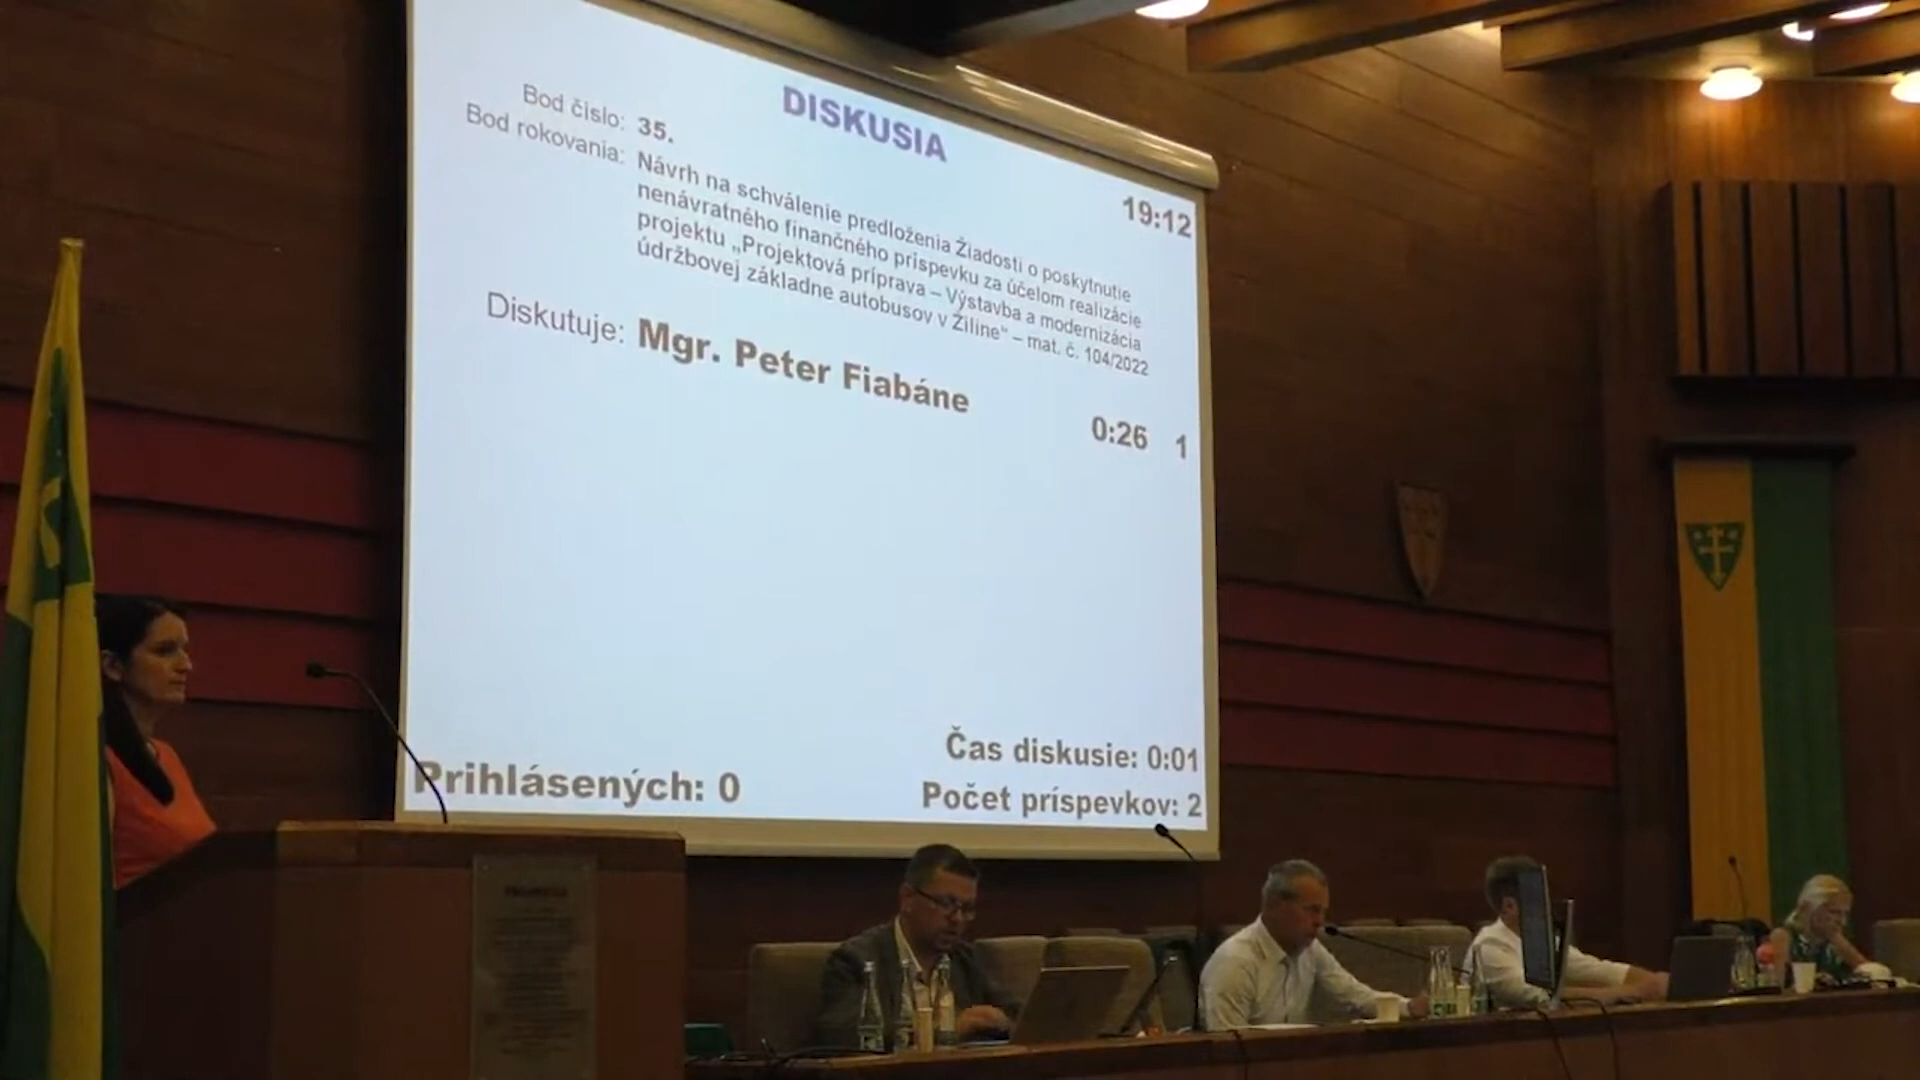 DISKUSIA
Bod číslo: 35.
19:12
Bod rokovania: Návrh na schválenie predloženia Žiadosti o poskytnutie
nenávratného finančného príspevku za účelom realizácie
projektu „Projektová príprava – Výstavba a modernizácia
údržbovej základne autobusov v Žiline“ – mat. č. 104/2022
Diskutuje: Mgr. Peter Fiabáne
0:26 1
Čas diskusie: 0:01
Prihlásených: 0
Počet príspevkov: 2